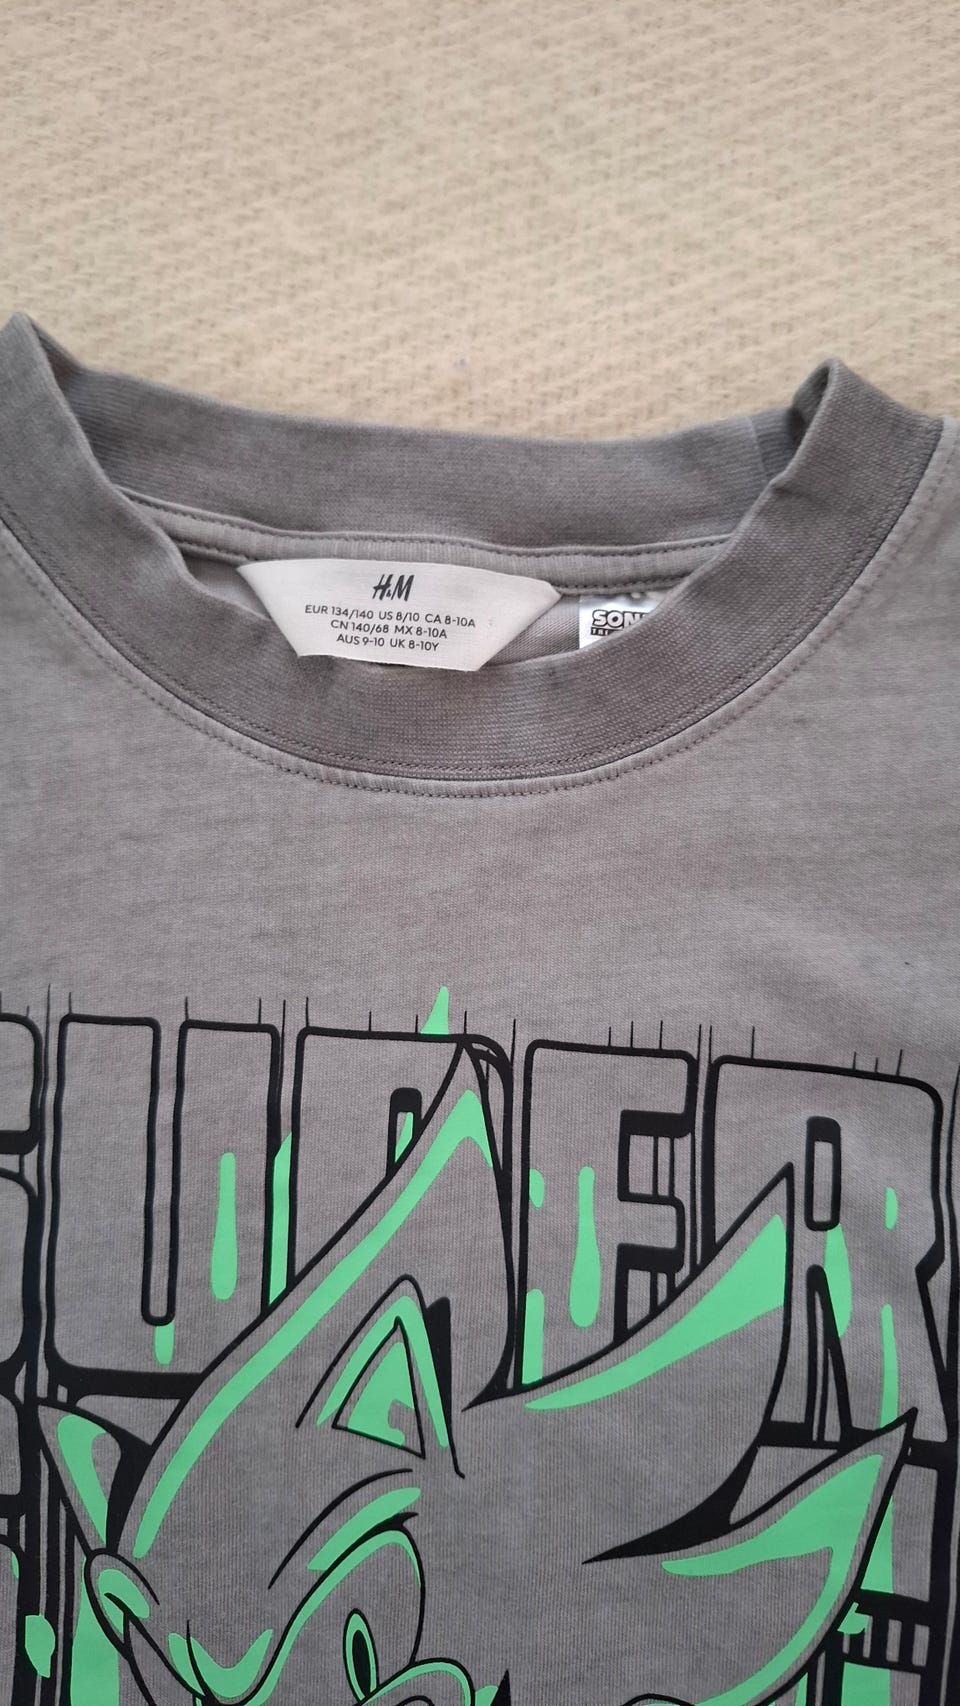 H&M
EUR 134/140 US 8/10 CA 8-10A
CN 140/68 MX 8-10A
AUS 9-10 UK 8-10Y
SUPER